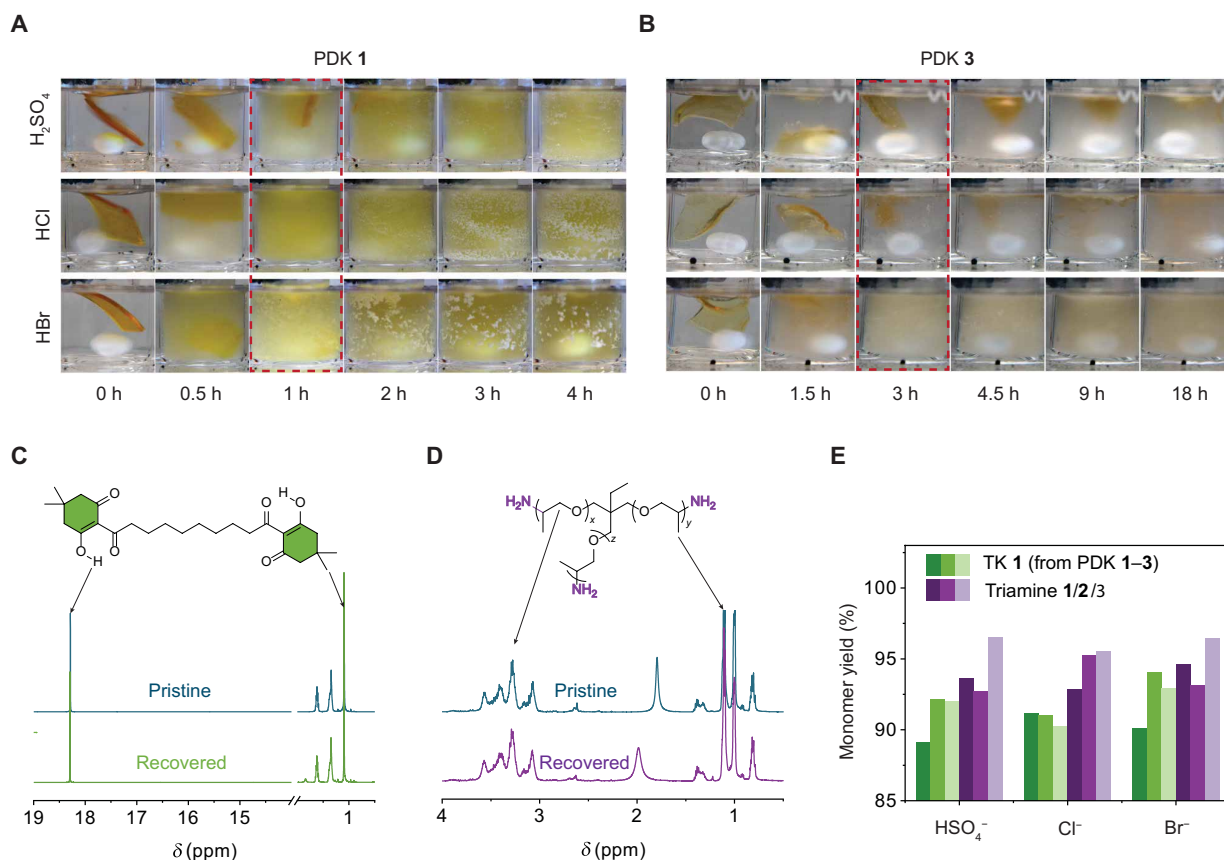 A
PDK 1
H₂SO₄
HCl
HBr
0 h 0.5 h 1 h 2 h 3 h 4 h
B
PDK 3
0 h 1.5 h 3 h 4.5 h 9 h 18 h
C
O
O
O
H
H
O
O
O
Pristine
Recovered
19 18 17 16 15 1
δ (ppm)
D
H₂N
O
x
O
y
NH₂
O
z
NH₂
Pristine
Recovered
4 3 2 1
δ (ppm)
E
TK 1 (from PDK 1–3)
Triamine 1/2/3
Monomer yield (%)
100
95
90
85
HSO₄⁻ Cl⁻ Br⁻